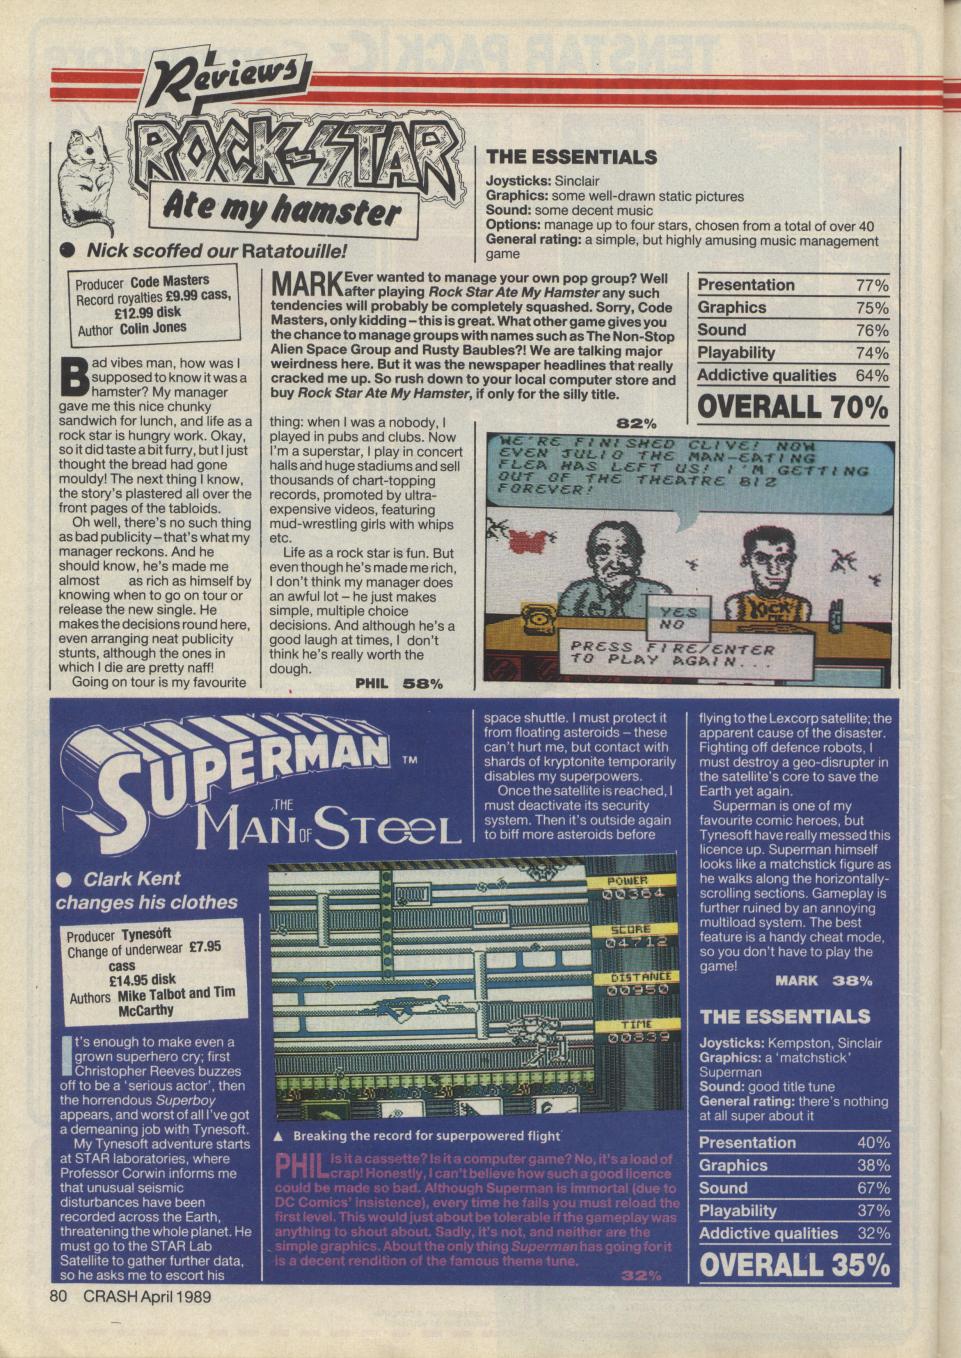 Reviews
ROCK-STAR
Ate my hamster
● Nick scoffed our Ratatouille!
Producer Code Masters
Record royalties £9.99 cass,
£12.99 disk
Author Colin Jones
Bad vibes man, how was I
supposed to know it was a
hamster? My manager
gave me this nice chunky
sandwich for lunch, and life as a
rock star is hungry work. Okay,
so it did taste a bit furry, but I just
thought the bread had gone
mouldy! The next thing I know,
the story's plastered all over the
front pages of the tabloids.
Oh well, there's no such thing
as bad publicity – that's what my
manager reckons. And he
should know, he's made me
almost as rich as himself by
knowing when to go on tour or
release the new single. He
makes the decisions round here,
even arranging neat publicity
stunts, although the ones in
which I die are pretty naff!
Going on tour is my favourite
thing: when I was a nobody, I
played in pubs and clubs. Now
I'm a superstar, I play in concert
halls and huge stadiums and sell
thousands of chart-topping
records, promoted by ultra-
expensive videos, featuring
mud-wrestling girls with whips
etc.
Life as a rock star is fun. But
even though he's made me rich,
I don't think my manager does
an awful lot – he just makes
simple, multiple choice
decisions. And although he's a
good laugh at times, I don't
think he's really worth the
dough.
PHIL 58%
MARK Ever wanted to manage your own pop group? Well
after playing Rock Star Ate My Hamster any such
tendencies will probably be completely squashed. Sorry, Code
Masters, only kidding – this is great. What other game gives you
the chance to manage groups with names such as The Non-Stop
Alien Space Group and Rusty Baubles?! We are talking major
weirdness here. But it was the newspaper headlines that really
cracked me up. So rush down to your local computer store and
buy Rock Star Ate My Hamster, if only for the silly title.
82%
THE ESSENTIALS
Joysticks: Sinclair
Graphics: some well-drawn static pictures
Sound: some decent music
Options: manage up to four stars, chosen from a total of over 40
General rating: a simple, but highly amusing music management
game
Presentation 77%
Graphics 75%
Sound 76%
Playability 74%
Addictive qualities 64%
OVERALL 70%
WE'RE FINISHED CLIVE! NOW
EVEN JULIO THE MAN-EATING
FLEA HAS LEFT US! I'M GETTING
OUT OF THE THEATRE BIZ
FOREVER!
KICK
ME!
YES
NO
PRESS FIRE/ENTER
TO PLAY AGAIN...
SUPERMAN ™
THE
MAN OF STEEL
● Clark Kent
changes his clothes
Producer Tynesoft
Change of underwear £7.95
cass
£14.95 disk
Authors Mike Talbot and Tim
McCarthy
It's enough to make even a
grown superhero cry; first
Christopher Reeves buzzes
off to be a 'serious actor', then
the horrendous Superboy
appears, and worst of all I've got
a demeaning job with Tynesoft.
My Tynesoft adventure starts
at STAR laboratories, where
Professor Corwin informs me
that unusual seismic
disturbances have been
recorded across the Earth,
threatening the whole planet. He
must go to the STAR Lab
Satellite to gather further data,
so he asks me to escort his
space shuttle. I must protect it
from floating asteroids – these
can't hurt me, but contact with
shards of kryptonite temporarily
disables my superpowers.
Once the satellite is reached, I
must deactivate its security
system. Then it's outside again
to biff more asteroids before
flying to the Lexcorp satellite; the
apparent cause of the disaster.
Fighting off defence robots, I
must destroy a geo-disrupter in
the satellite's core to save the
Earth yet again.
Superman is one of my
favourite comic heroes, but
Tynesoft have really messed this
licence up. Superman himself
looks like a matchstick figure as
he walks along the horizontally-
scrolling sections. Gameplay is
further ruined by an annoying
multiload system. The best
feature is a handy cheat mode,
so you don't have to play the
game!
MARK 38%
POWER
00364
SCORE
04712
DISTANCE
00950
TIME
00839
▲ Breaking the record for superpowered flight
PHIL Is it a cassette? Is it a computer game? No, it's a load of
crap! Honestly, I can't believe how such a good licence
could be made so bad. Although Superman is immortal (due to
DC Comics' insistence), every time he fails you must reload the
first level. This would just about be tolerable if the gameplay was
anything to shout about. Sadly, it's not, and neither are the
simple graphics. About the only thing Superman has going for it
is a decent rendition of the famous theme tune.
32%
THE ESSENTIALS
Joysticks: Kempston, Sinclair
Graphics: a 'matchstick'
Superman
Sound: good title tune
General rating: there's nothing
at all super about it
Presentation 40%
Graphics 38%
Sound 67%
Playability 37%
Addictive qualities 32%
OVERALL 35%
80 CRASH April 1989